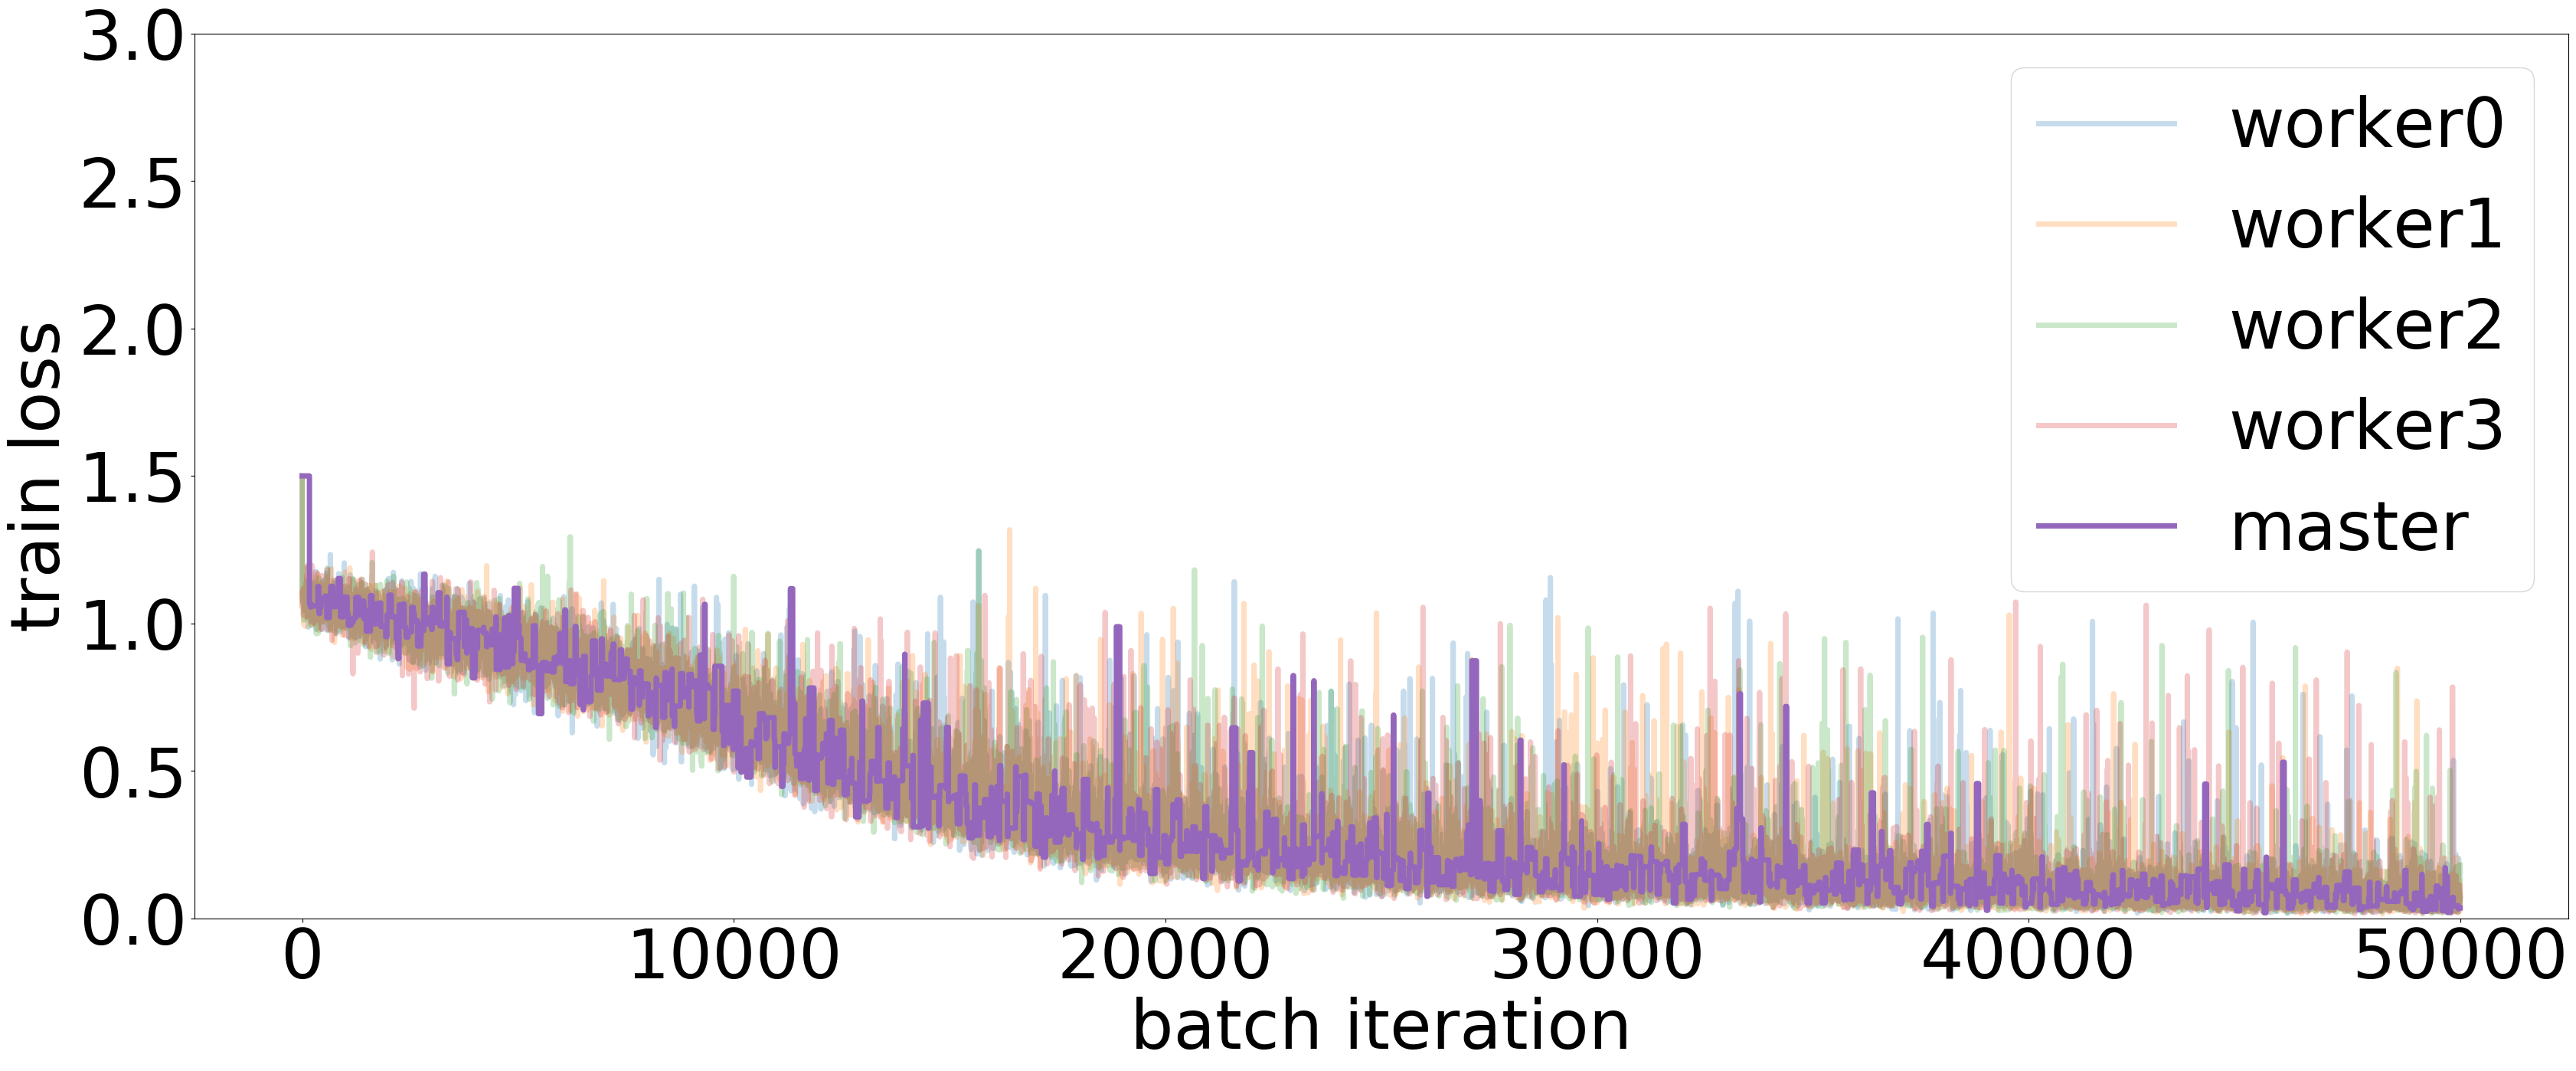 3.0
2.5
2.0
1.5
1.0
0.5
0.0
train loss
0 10000 20000 30000 40000 50000
batch iteration
worker0
worker1
worker2
worker3
master